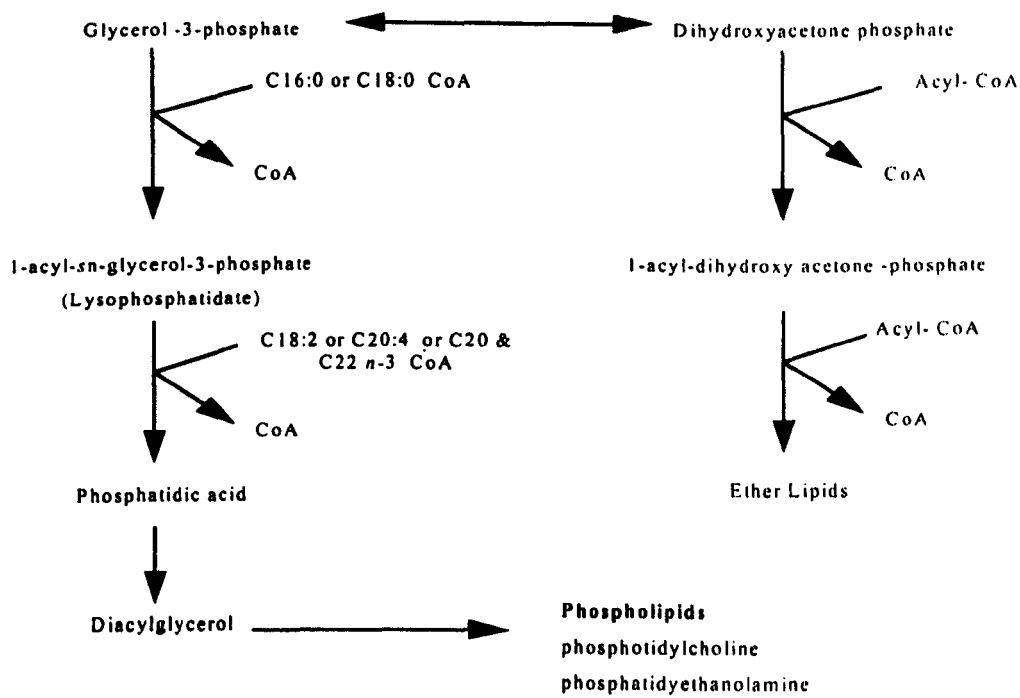 Glycerol -3-phosphate
Dihydroxyacetone phosphate
C16:0 or C18:0 CoA
Acyl- CoA
CoA
CoA
1-acyl-sn-glycerol-3-phosphate
(Lysophosphatidate)
1-acyl-dihydroxy acetone -phosphate
C18:2 or C20:4 or C20 &
C22 n-3 CoA
Acyl- CoA
CoA
CoA
Phosphatidic acid
Ether Lipids
Diacylglycerol
Phospholipids
phosphotidylcholine
phosphatidyethanolamine